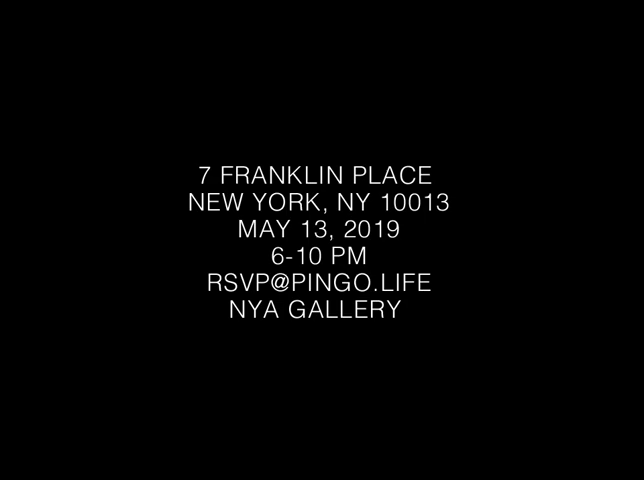 7 FRANKLIN PLACE
NEW YORK, NY 10013
MAY 13, 2019
6-10 PM
RSVP@PINGO.LIFE
NYA GALLERY